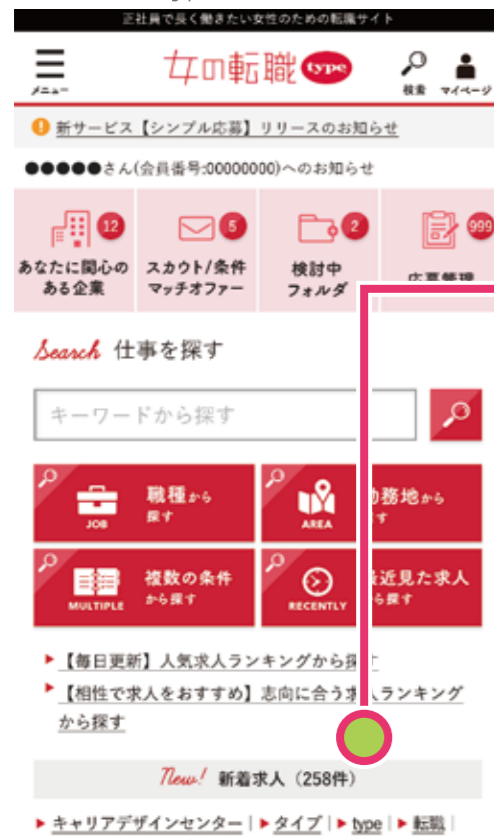 正社員で長く働きたい女性のための転職サイト
メニュー
女の転職type
検索 マイページ
新サービス【シンプル応募】リリースのお知らせ
●●●●●さん(会員番号:00000000)へのお知らせ
12 5 2 999
あなたに関心のある企業
スカウト/条件マッチオファー
検討中フォルダ
応募管理
Search 仕事を探す
キーワードから探す
JOB 職種から探す
AREA 務地から
MULTIPLE 複数の条件から探す
RECENTLY 近見た求人 ら探す
【毎日更新】人気求人ランキングから探
【相性で求人をおすすめ】志向に合う求人ランキング
から探す
New! 新着求人（258件）
キャリアデザインセンター | タイプ | type | 転職 |